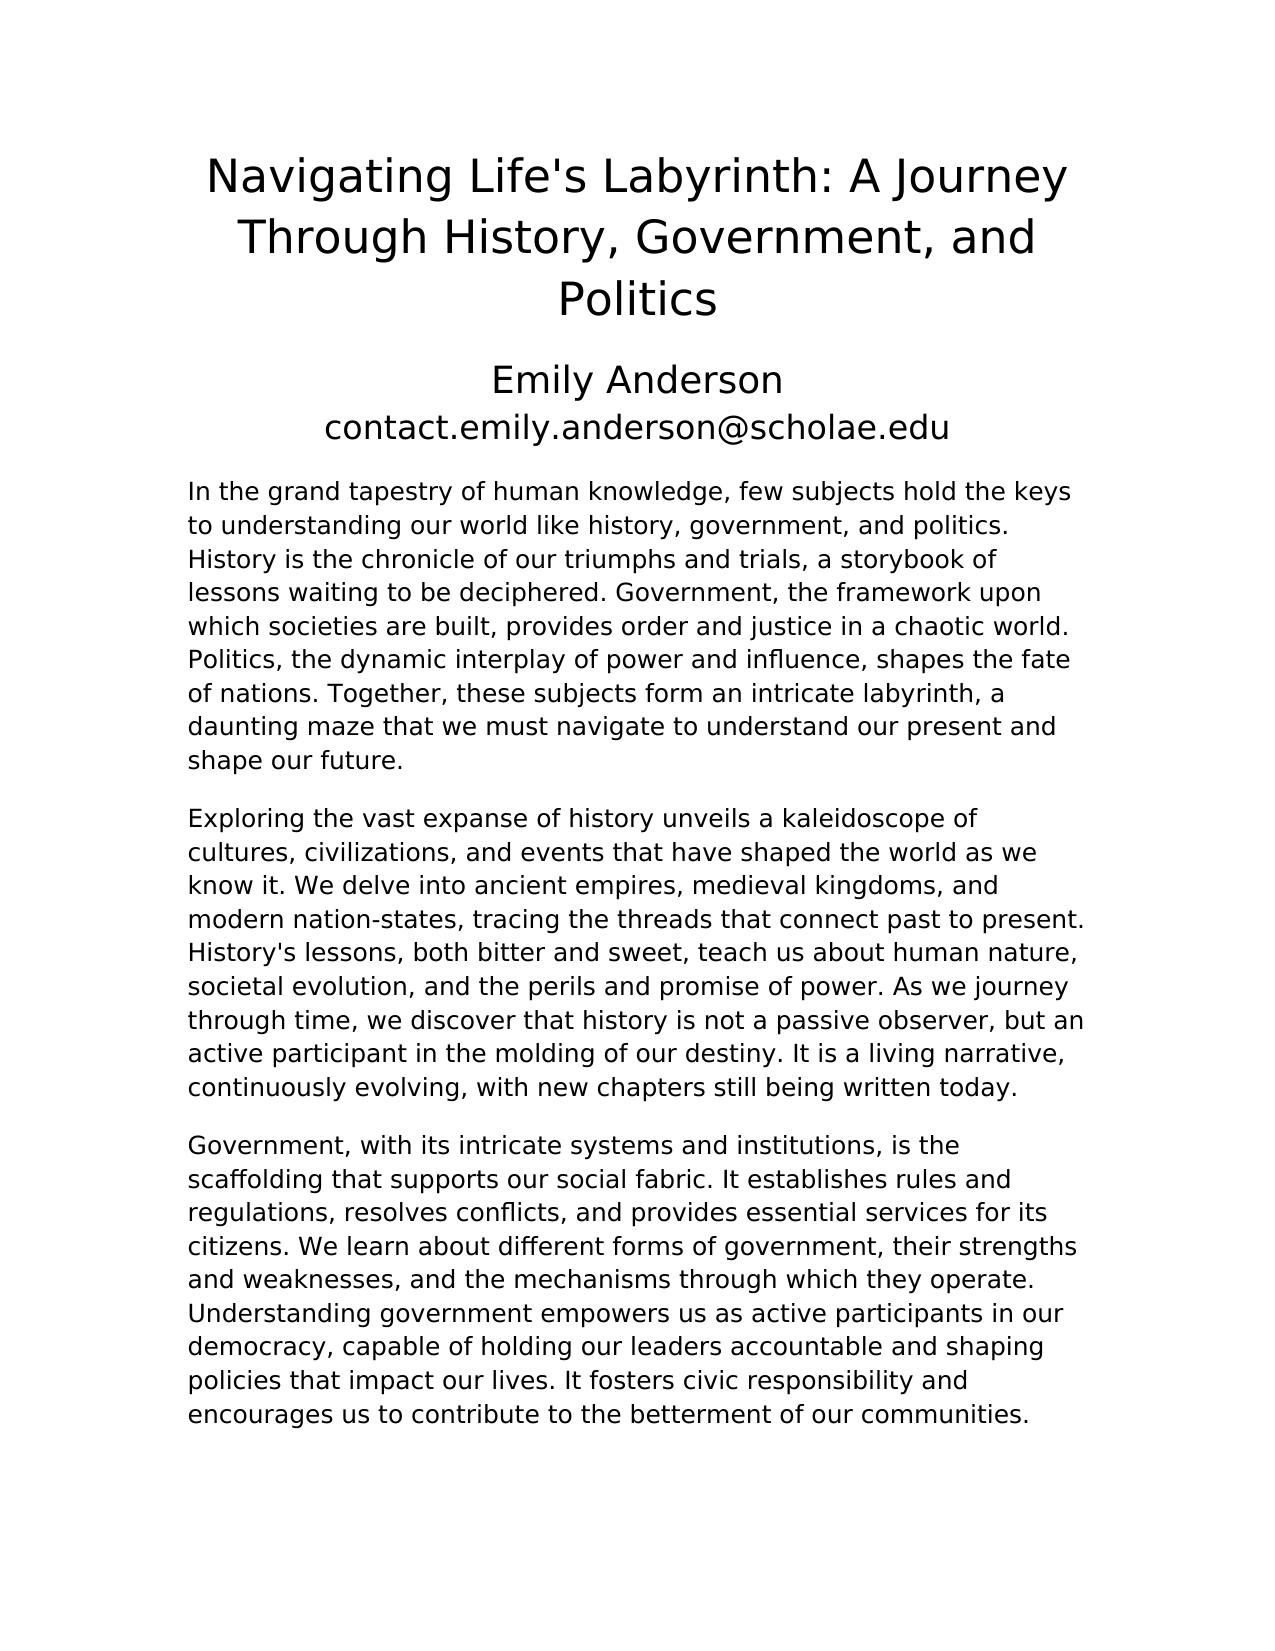 Navigating Life's Labyrinth: A Journey
Through History, Government, and
Politics
Emily Anderson
contact.emily.anderson@scholae.edu
In the grand tapestry of human knowledge, few subjects hold the keys
to understanding our world like history, government, and politics.
History is the chronicle of our triumphs and trials, a storybook of
lessons waiting to be deciphered. Government, the framework upon
which societies are built, provides order and justice in a chaotic world.
Politics, the dynamic interplay of power and influence, shapes the fate
of nations. Together, these subjects form an intricate labyrinth, a
daunting maze that we must navigate to understand our present and
shape our future.
Exploring the vast expanse of history unveils a kaleidoscope of
cultures, civilizations, and events that have shaped the world as we
know it. We delve into ancient empires, medieval kingdoms, and
modern nation-states, tracing the threads that connect past to present.
History's lessons, both bitter and sweet, teach us about human nature,
societal evolution, and the perils and promise of power. As we journey
through time, we discover that history is not a passive observer, but an
active participant in the molding of our destiny. It is a living narrative,
continuously evolving, with new chapters still being written today.
Government, with its intricate systems and institutions, is the
scaffolding that supports our social fabric. It establishes rules and
regulations, resolves conflicts, and provides essential services for its
citizens. We learn about different forms of government, their strengths
and weaknesses, and the mechanisms through which they operate.
Understanding government empowers us as active participants in our
democracy, capable of holding our leaders accountable and shaping
policies that impact our lives. It fosters civic responsibility and
encourages us to contribute to the betterment of our communities.